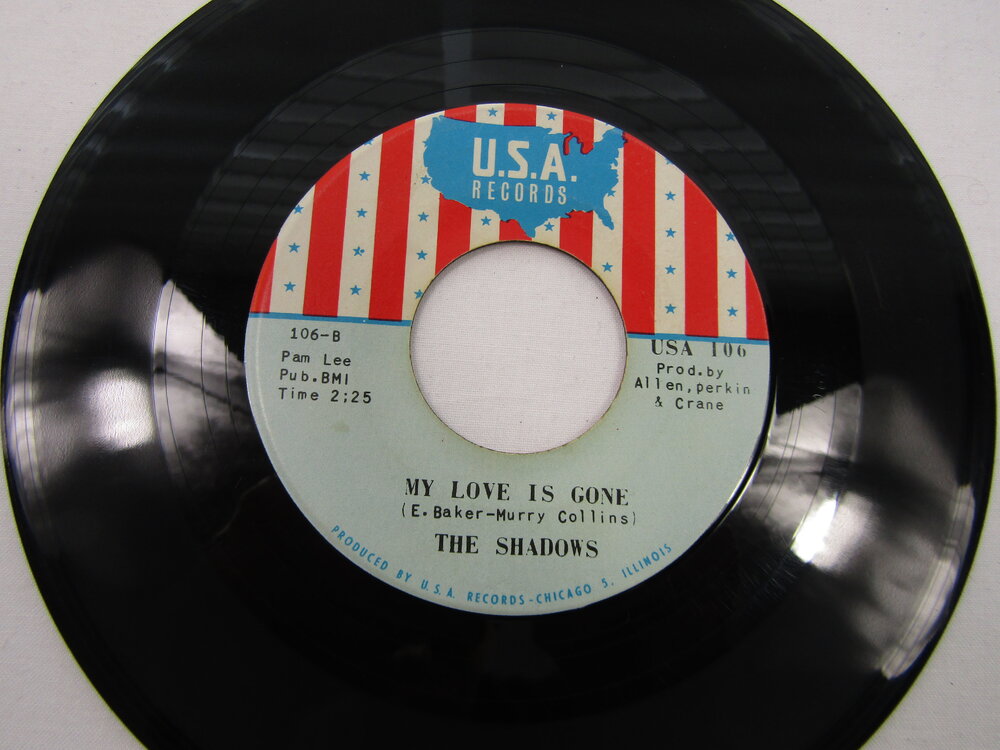 U.S.A.
RECORDS
106-B
Pam Lee
Pub.BMI
Time 2;25
USA 106
Prod.by
Allen,perkin
& Crane
MY LOVE IS GONE
(E.Baker-Murry Collins)
THE SHADOWS
PRODUCED BY U.S.A. RECORDS-CHICAGO 5, ILLINOIS